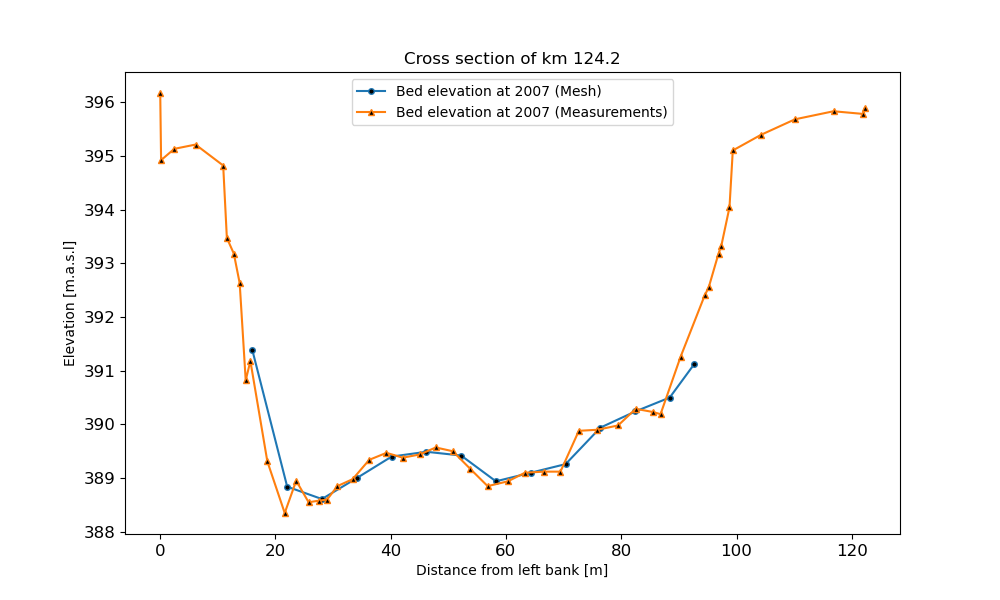 Cross section of km 124.2
Bed elevation at 2007 (Mesh)
Bed elevation at 2007 (Measurements)
Elevation [m.a.s.l]
396
395
394
393
392
391
390
389
388
0 20 40 60 80 100 120
Distance from left bank [m]